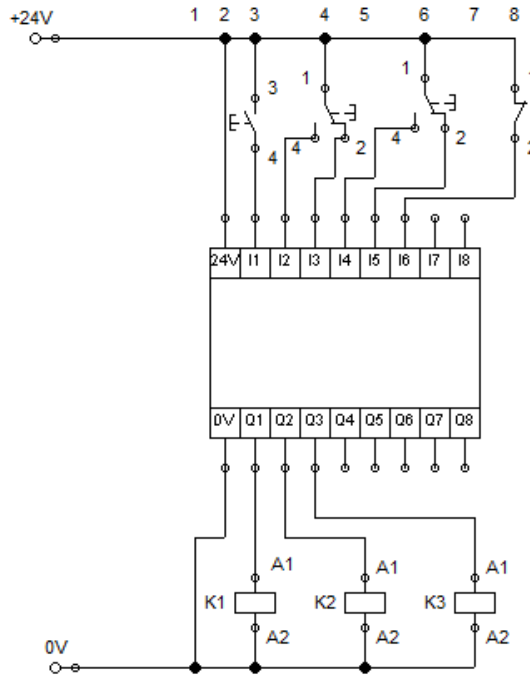 +24V 1 2 3 4 5 6 7 8
3 1 1
4 4 2 4 2 2
24V I1 I2 I3 I4 I5 I6 I7 I8
0V Q1 Q2 Q3 Q4 Q5 Q6 Q7 Q8
A1 A1 A1
K1 K2 K3
A2 A2 A2
0V